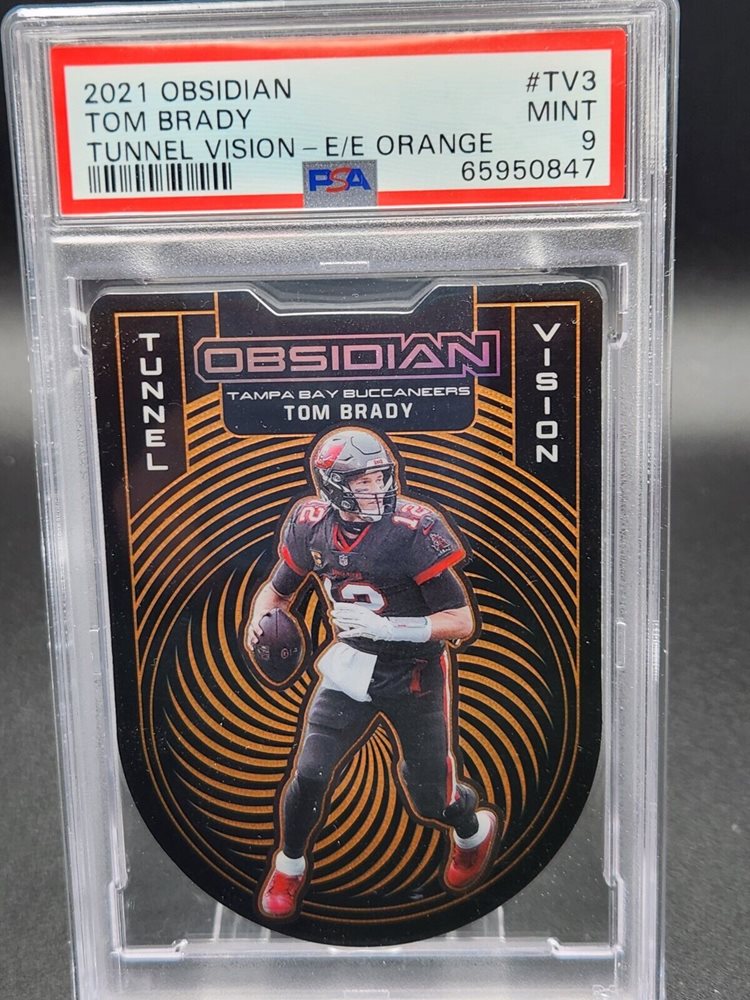 2021 OBSIDIAN #TV3
TOM BRADY MINT
TUNNEL VISION – E/E ORANGE 9
PSA 65950847
TUNNEL
OBSIDIAN
VISION
TAMPA BAY BUCCANEERS
TOM BRADY
12
12